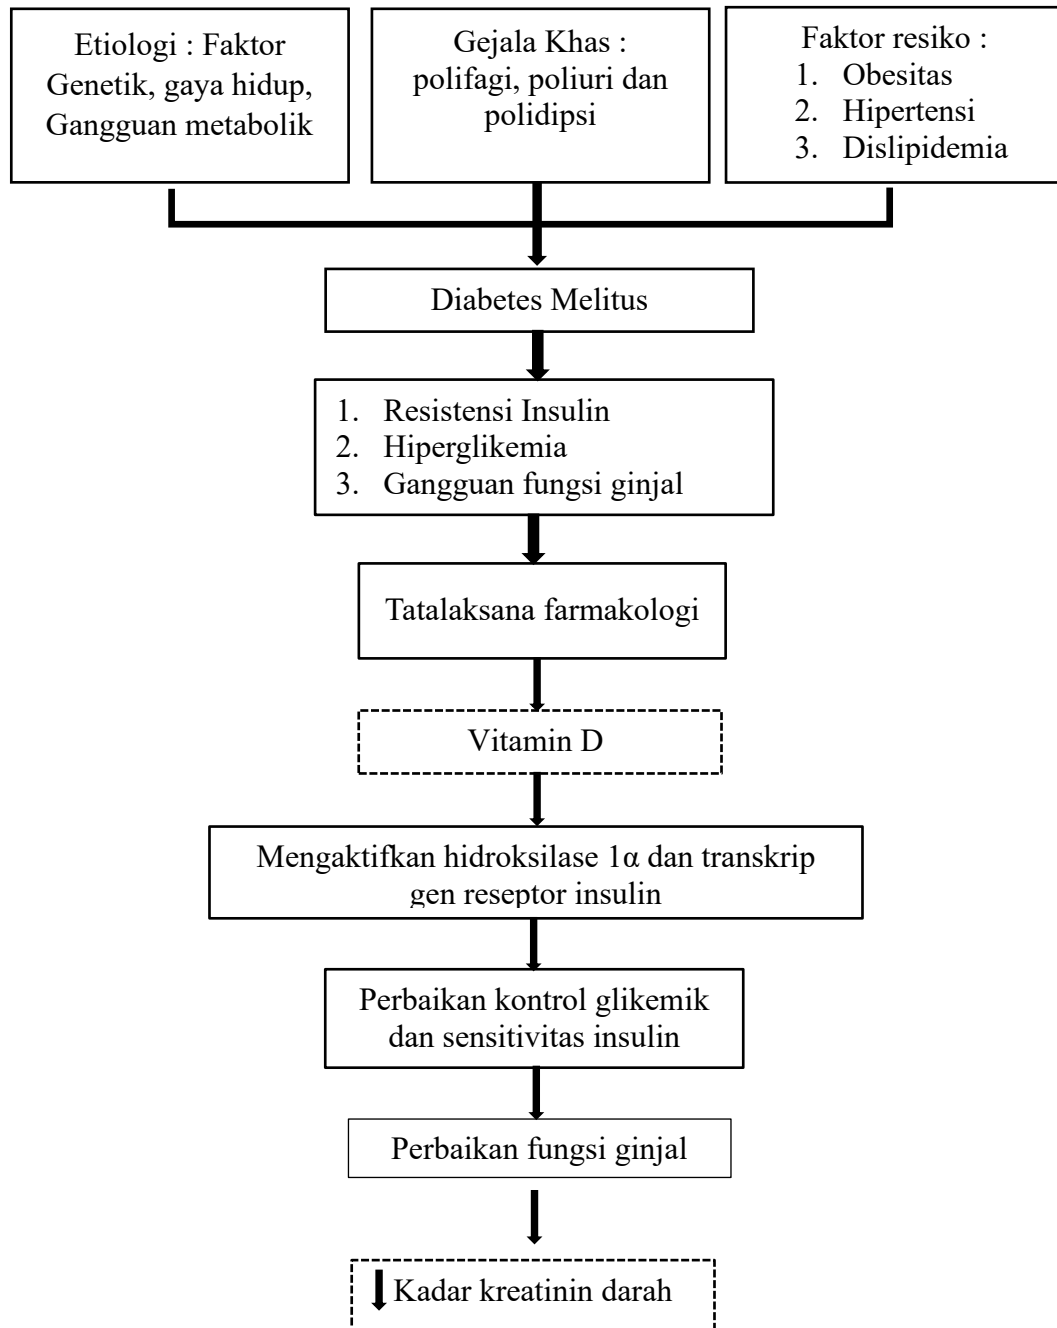 Etiologi : Faktor
Genetik, gaya hidup,
Gangguan metabolik
Gejala Khas :
polifagi, poliuri dan
polidipsi
Faktor resiko :
1. Obesitas
2. Hipertensi
3. Dislipidemia
Diabetes Melitus
1. Resistensi Insulin
2. Hiperglikemia
3. Gangguan fungsi ginjal
Tatalaksana farmakologi
Vitamin D
Mengaktifkan hidroksilase 1α dan transkrip
gen reseptor insulin
Perbaikan kontrol glikemik
dan sensitivitas insulin
Perbaikan fungsi ginjal
Kadar kreatinin darah